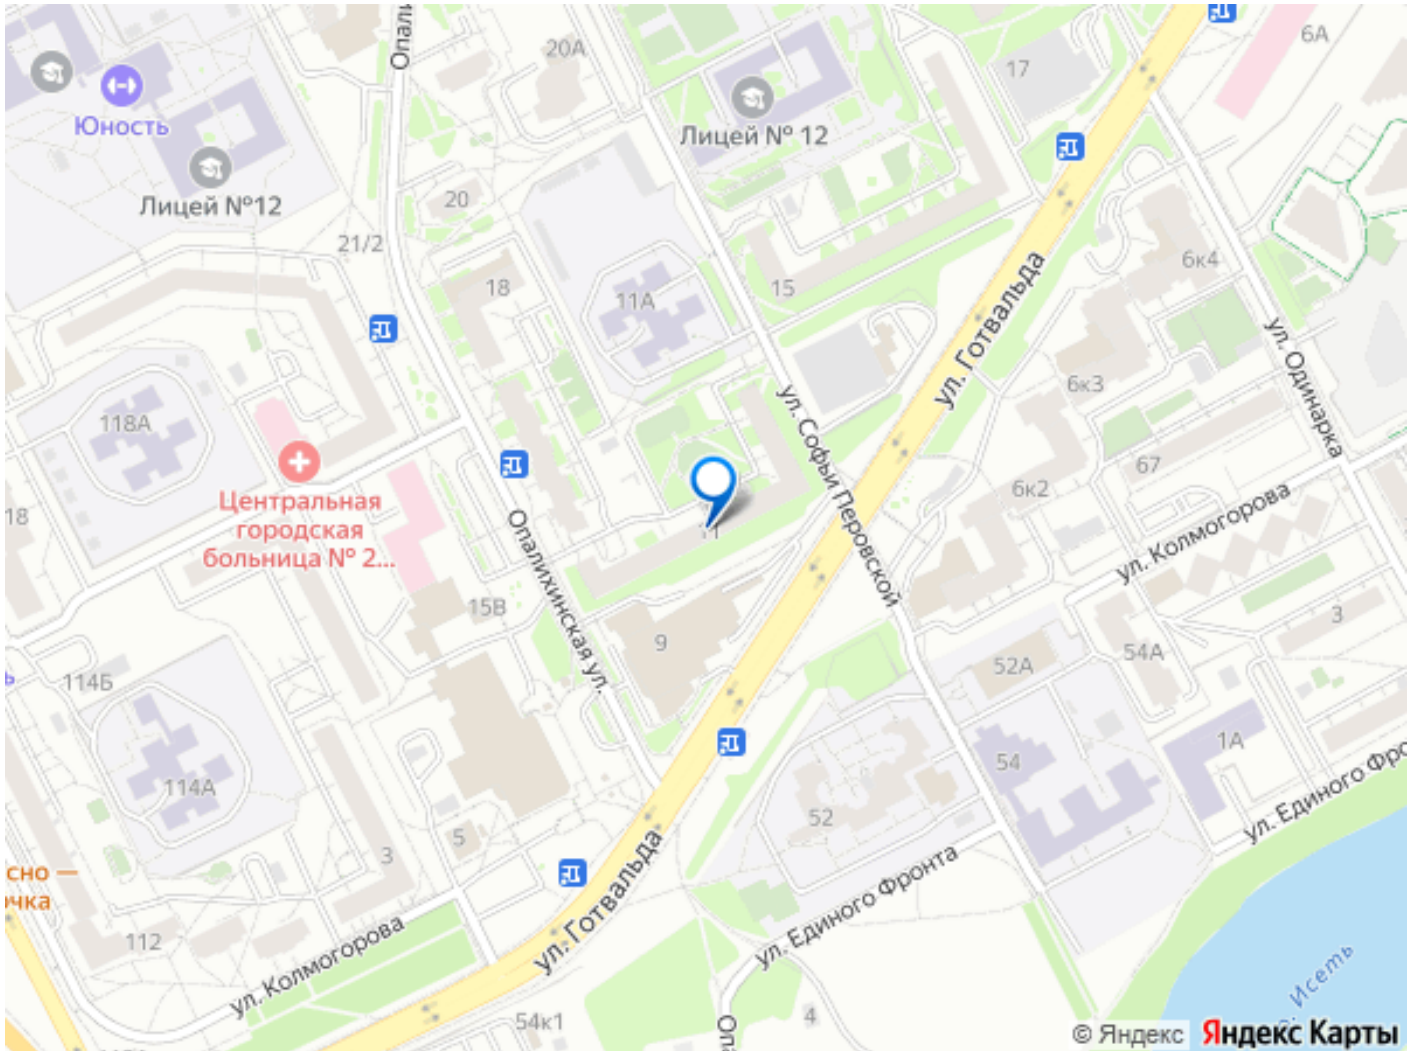 Опали
20А
6А
17
Юность
Лицей № 12
Лицей №12
20
21/2
ул. Готвальда
6к4
18
11А
15
ул. Одинарка
6к3
ул. Софьи Перовской
118А
67
Центральная
городская
больница № 2...
18
6к2
ул. Колмогорова
Опалихинская ул.
11
15В
3
9
52А
54А
114Б
ь
1А
54
ул. Единого Фро
114А
52
5
3
ул. Готвальда
сно —
очка
ул. Единого Фронта
112
ул. Колмогорова
р. Исеть
54к1
4
Опа
© Яндекс
Яндекс Карты